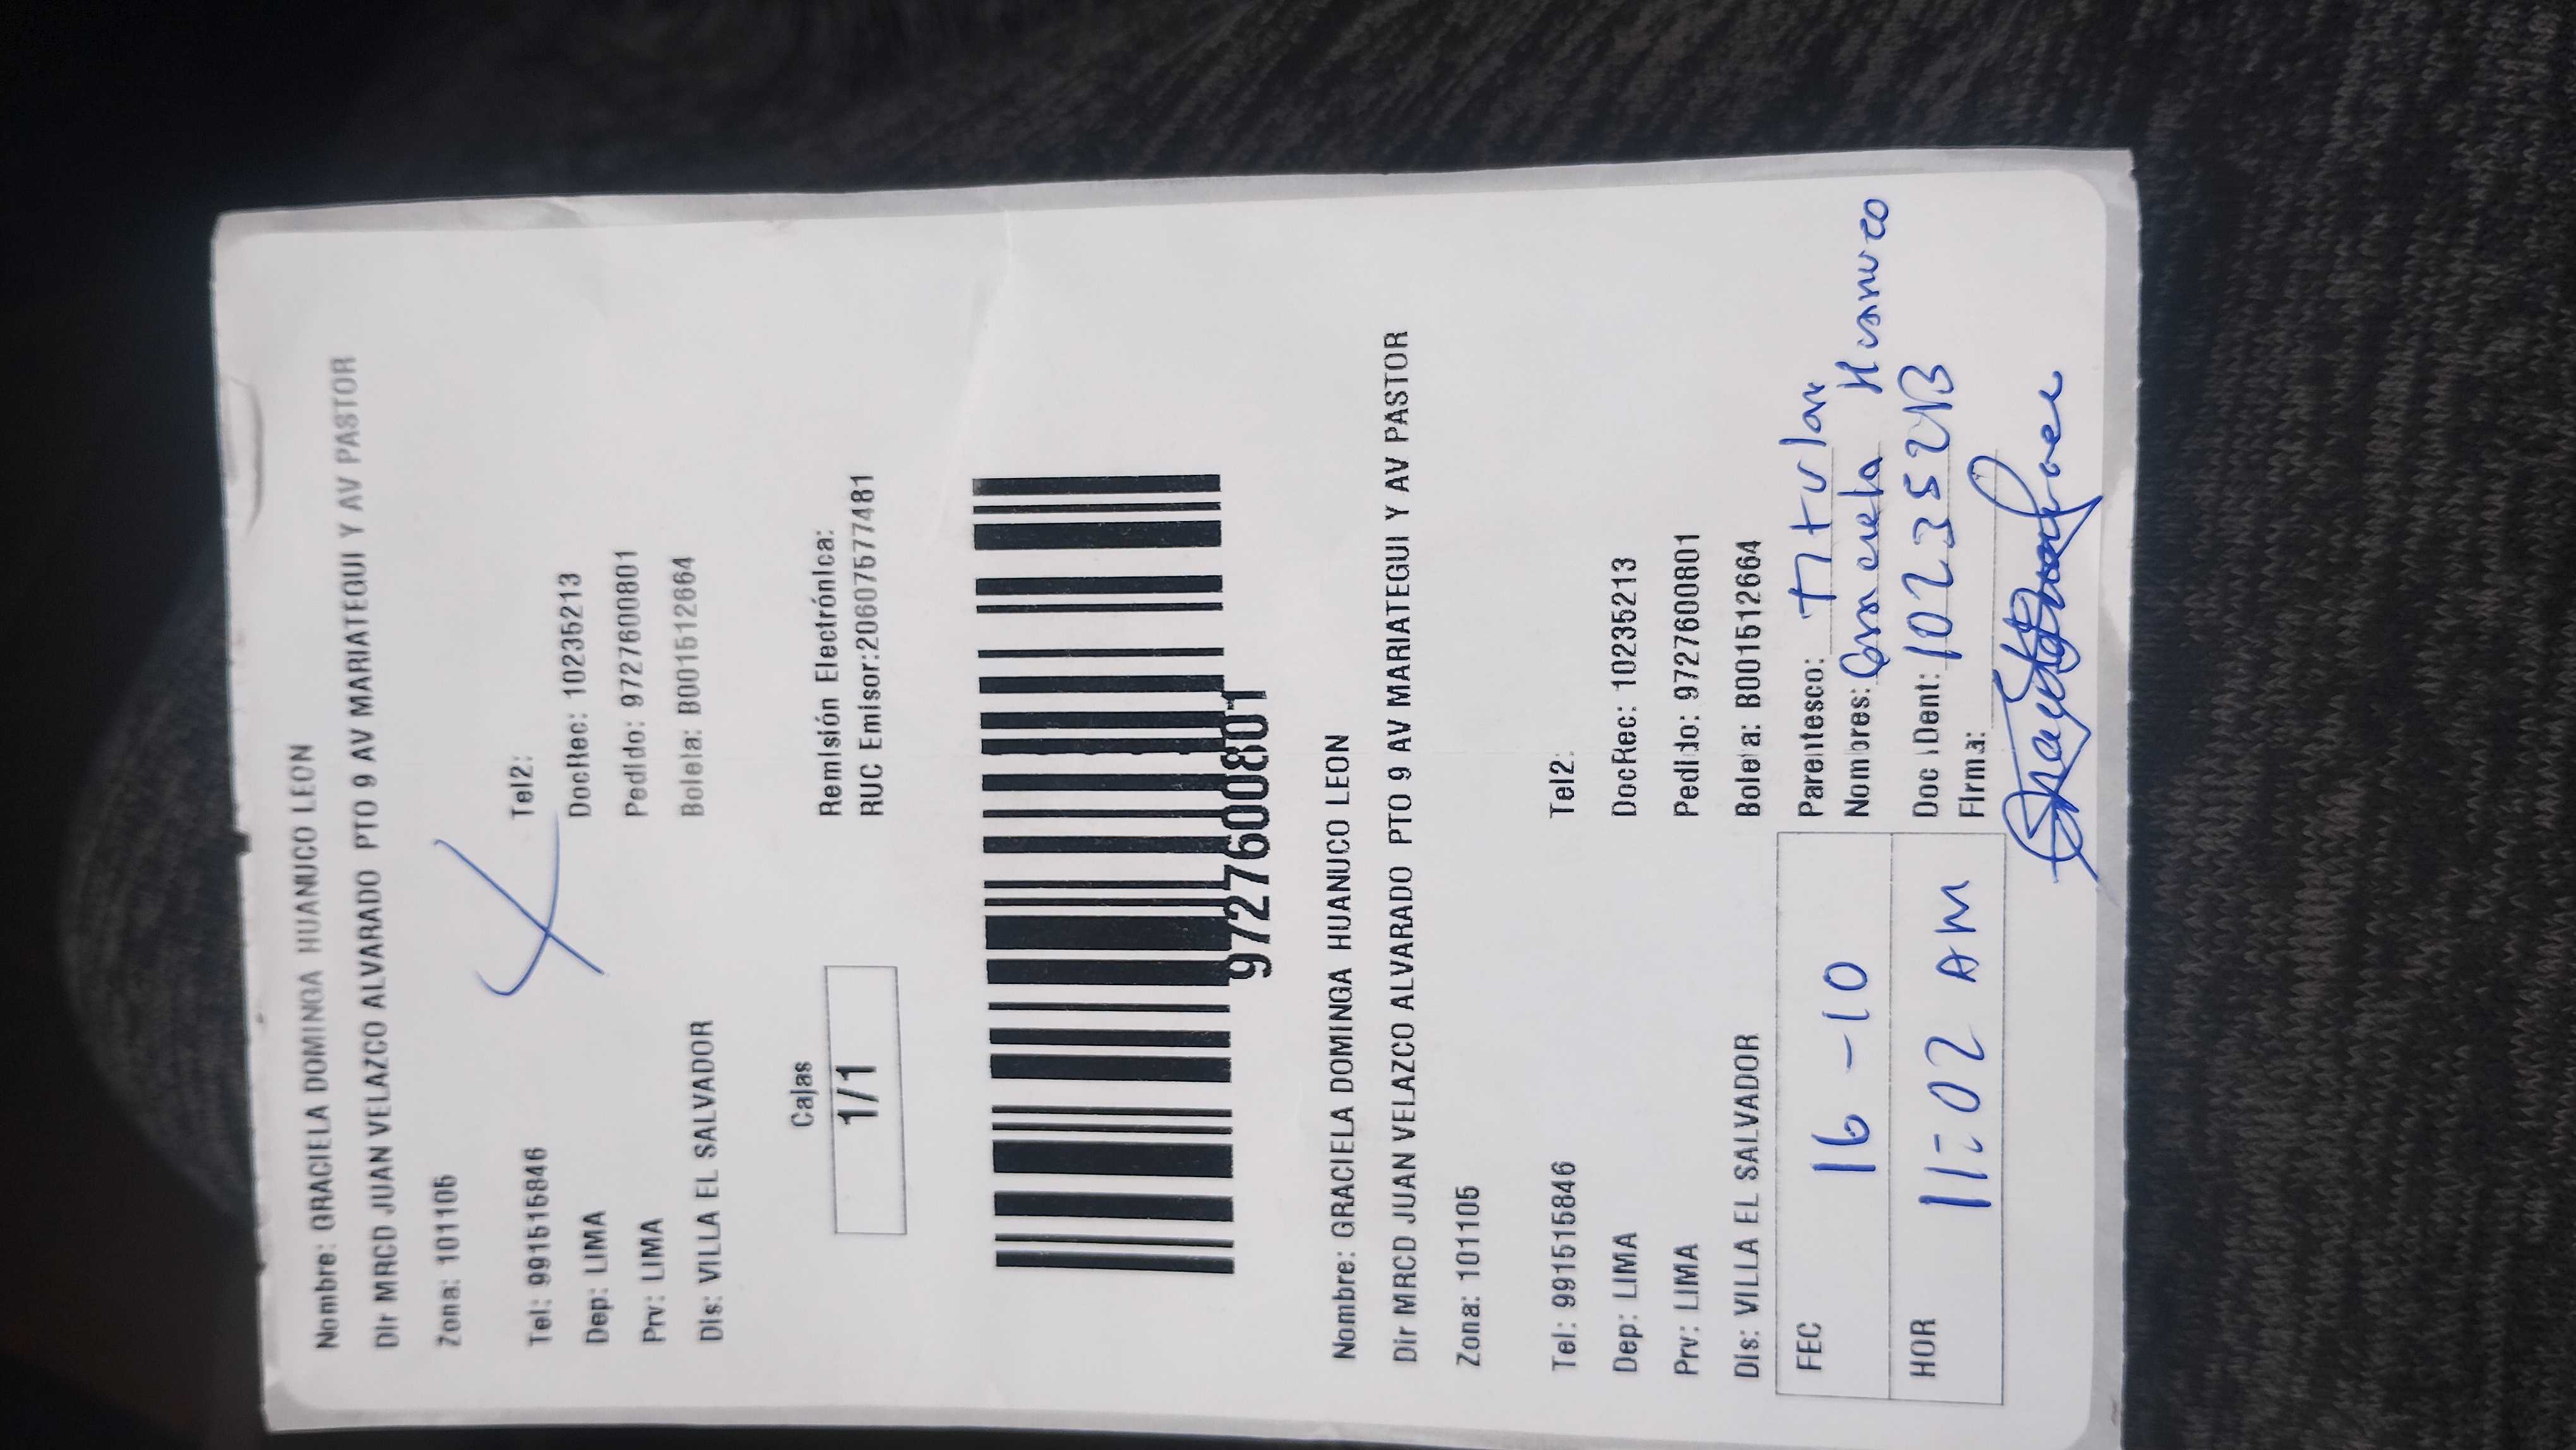 Nombre: GRACIELA DOMINGA HUANUCO LEON
Dir MRCD JUAN VELAZCO ALVARADO PTO 9 AV MARIATEGUI Y AV PASTOR
Zona: 101105
Tel: 991515846 Tel2:
Dep: LIMA DocRec: 10235213
Prv: LIMA Pedido: 9727600801
Dis: VILLA EL SALVADOR Boleta: B001512664
Cajas Remisión Electrónica:
1/1 RUC Emisor:20607577481
9727600801
Nombre: GRACIELA DOMINGA HUANUCO LEON
Dir MRCD JUAN VELAZCO ALVARADO PTO 9 AV MARIATEGUI Y AV PASTOR
Zona: 101105
Tel: 991515846 Tel2:
Dep: LIMA DocRec: 10235213
Prv: LIMA Pedido: 9727600801
Dis: VILLA EL SALVADOR Boleta: B001512664
FEC 16-10 Parentesco: Titular
Nombres: Graciela Huanuco
HOR 11:02 AM Doc IDent: 10235213
Firma: